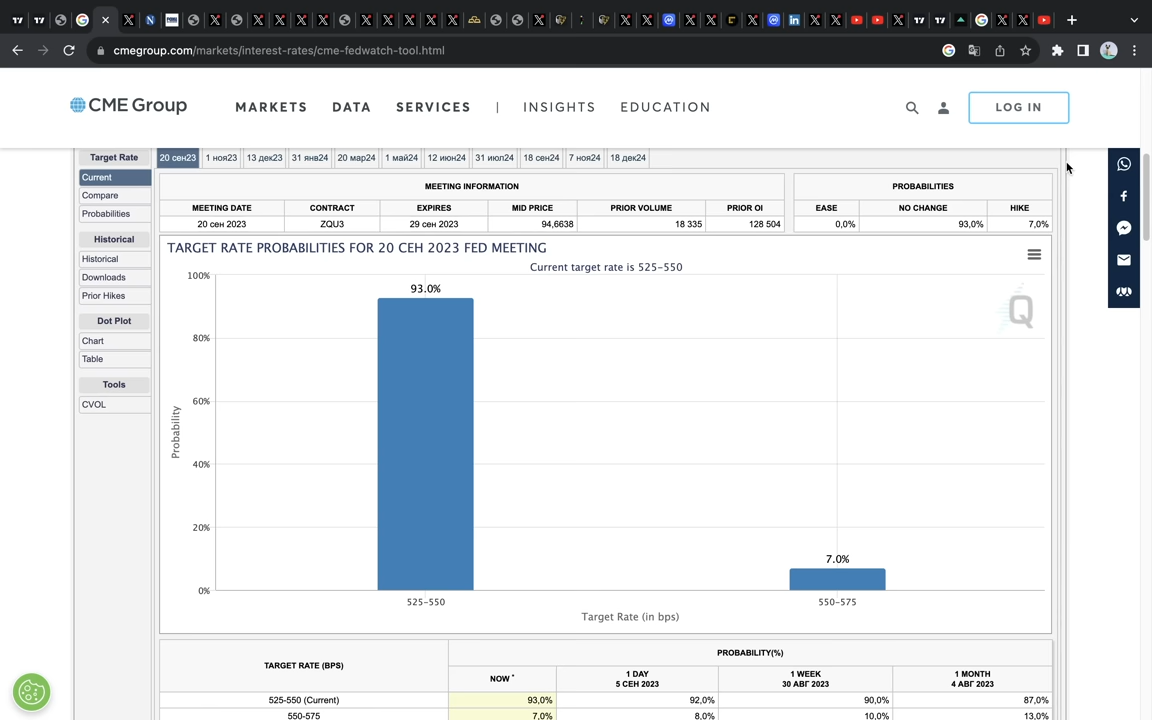 cmegroup.com/markets/interest-rates/cme-fedwatch-tool.html
CME Group
MARKETS DATA SERVICES | INSIGHTS EDUCATION
LOG IN
Target Rate
Current
Compare
Probabilities
Historical
Historical
Downloads
Prior Hikes
Dot Plot
Chart
Table
Tools
CVOL
20 сен23 1 ноя23 13 дек23 31 янв24 20 мар24 1 май24 12 июн24 31 июл24 18 сен24 7 ноя24 18 дек24
MEETING INFORMATION
MEETING DATE CONTRACT EXPIRES MID PRICE PRIOR VOLUME PRIOR OI
20 сен 2023 ZQU3 29 сен 2023 94,6638 18 335 128 504
PROBABILITIES
EASE NO CHANGE HIKE
0,0% 93,0% 7,0%
TARGET RATE PROBABILITIES FOR 20 СЕН 2023 FED MEETING
Current target rate is 525-550
100%
80%
60%
40%
20%
0%
Probability
93.0%
7.0%
525-550 550-575
Target Rate (in bps)
Q
TARGET RATE (BPS) PROBABILITY(%)
NOW * 1 DAY 1 WEEK 1 MONTH
5 СЕН 2023 30 АВГ 2023 4 АВГ 2023
525-550 (Current) 93,0% 92,0% 90,0% 87,0%
550-575 7,0% 8,0% 10,0% 13,0%